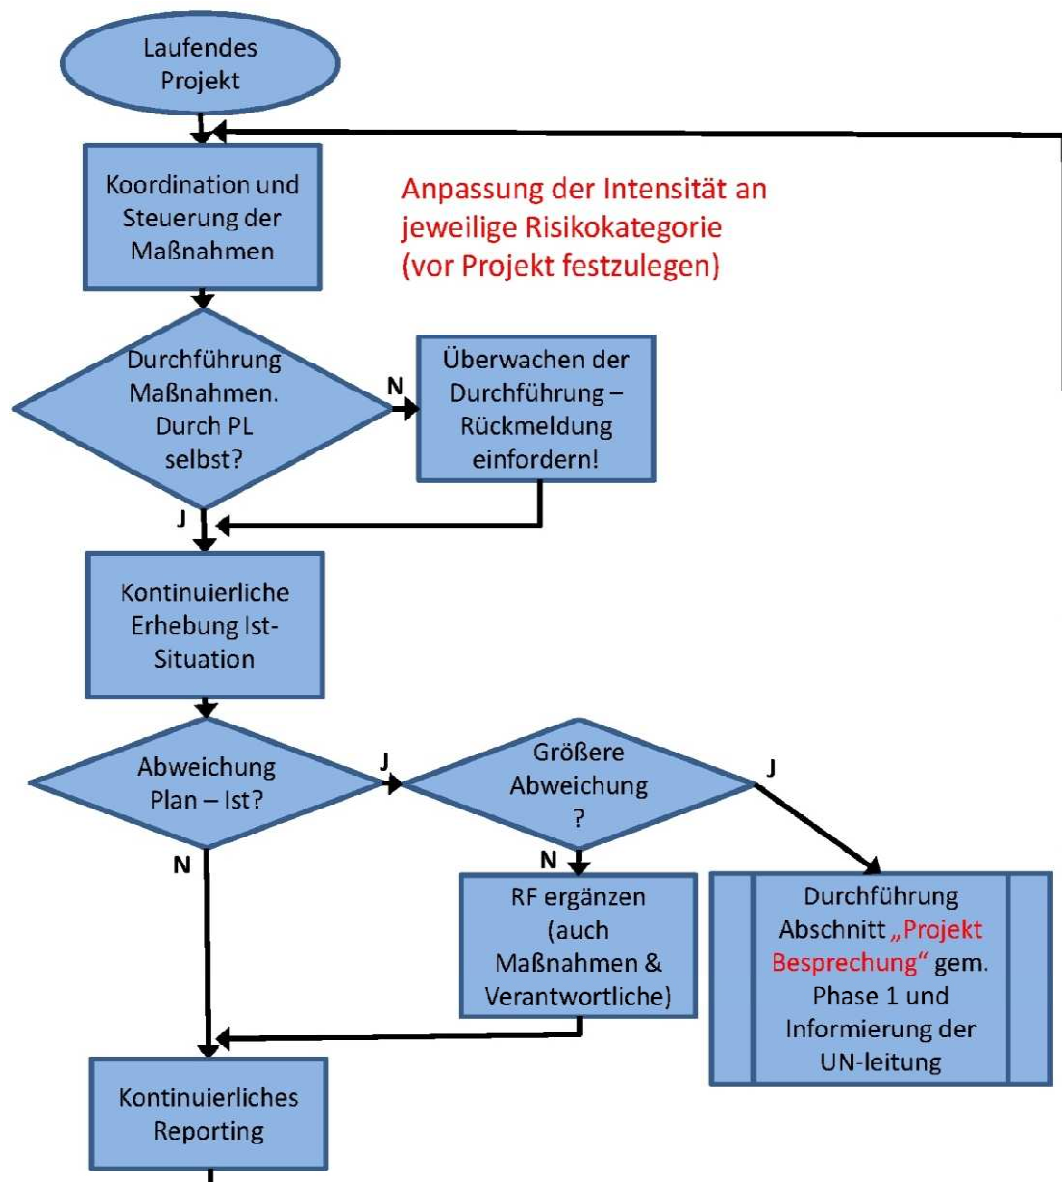 Laufendes
Projekt
Koordination und
Steuerung der
Maßnahmen
Anpassung der Intensität an
jeweilige Risikokategorie
(vor Projekt festzulegen)
Durchführung
Maßnahmen.
Durch PL
selbst?
N
Überwachen der
Durchführung –
Rückmeldung
einfordern!
J
Kontinuierliche
Erhebung Ist-
Situation
Abweichung
Plan – Ist?
J
Größere
Abweichung
?
J
N
N
RF ergänzen
(auch
Maßnahmen &
Verantwortliche)
Durchführung
Abschnitt „Projekt
Besprechung“ gem.
Phase 1 und
Informierung der
UN-leitung
Kontinuierliches
Reporting